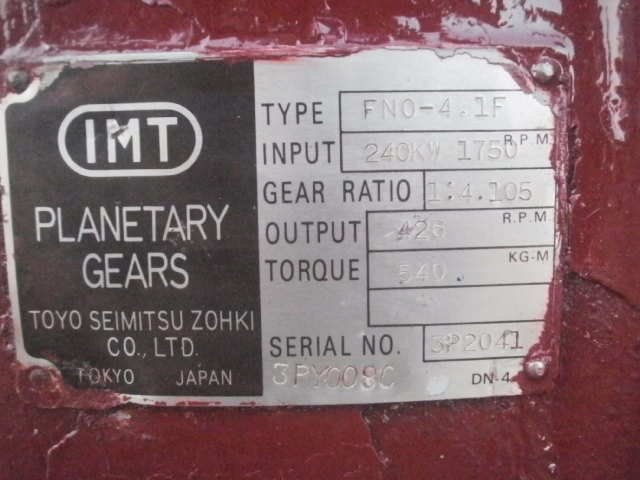 IMT
PLANETARY
GEARS
TOYO SEIMITSU ZOHKI
CO., LTD.
TOKYO JAPAN
TYPE FNO-4.1F
INPUT 240KW 1750 R.P.M.
GEAR RATIO 1:4.105
OUTPUT 426 R.P.M.
TORQUE 540 KG-M
SERIAL NO. 3P2041
3PY008C DN-4